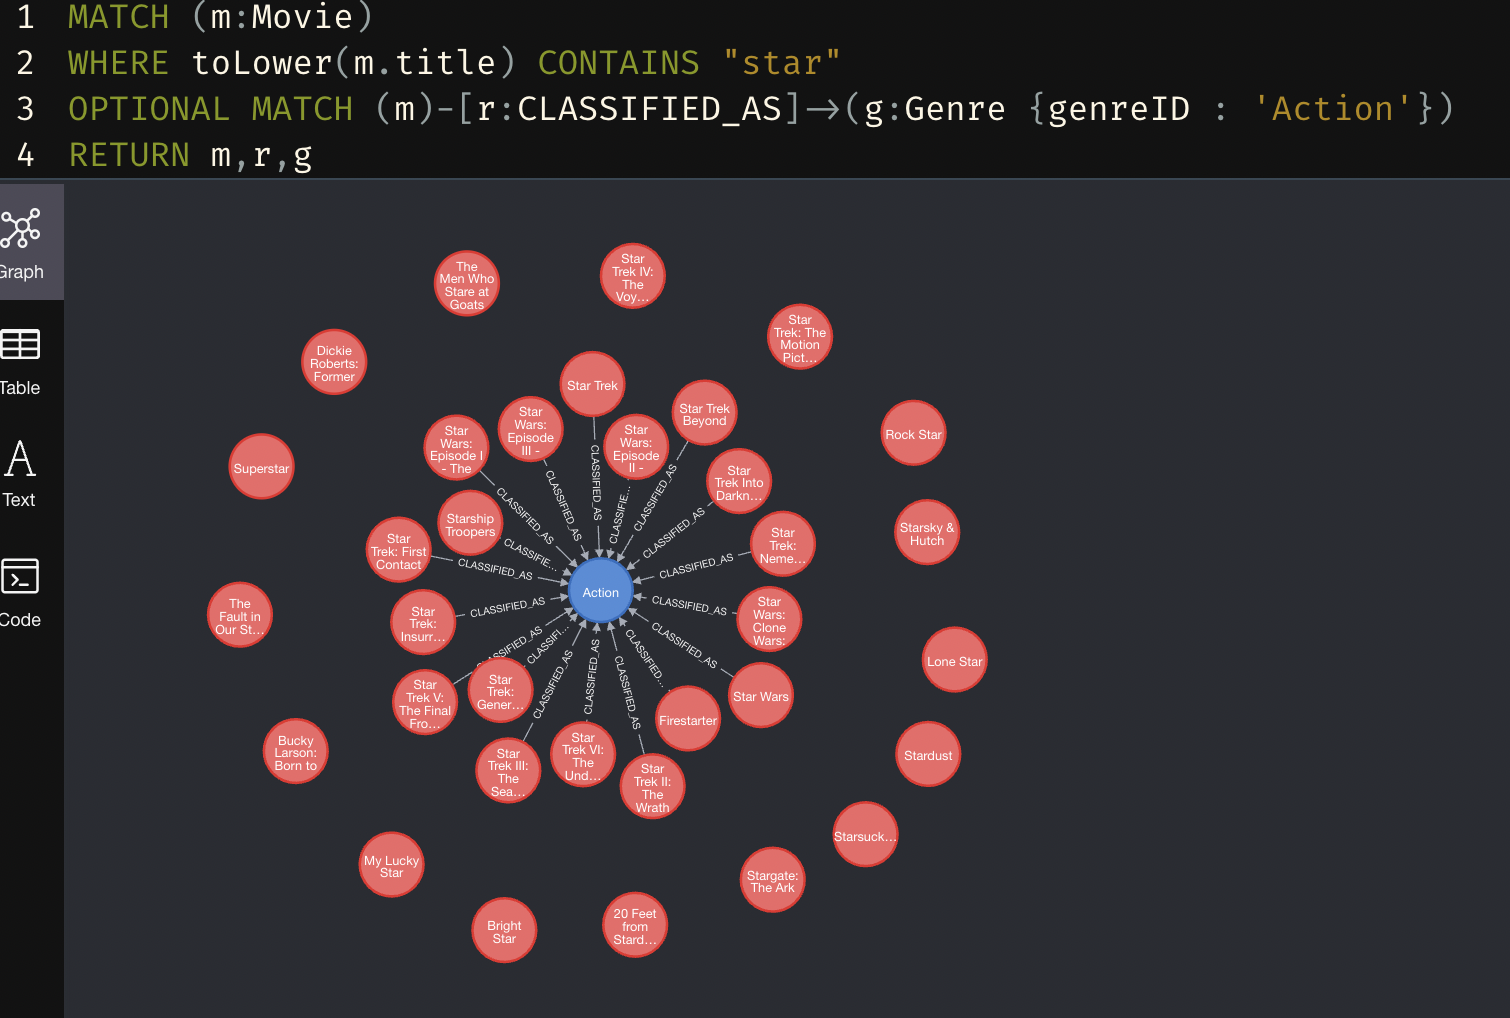 1 MATCH (m:Movie)
2 WHERE toLower(m.title) CONTAINS "star"
3 OPTIONAL MATCH (m)-[r:CLASSIFIED_AS]→(g:Genre {genreID : 'Action'})
4 RETURN m,r,g
Graph
Table
Text
Code
The
Men Who
Stare at
Goats
Star
Trek IV:
The
Voy...
Star
Trek: The
Motion
Pict...
Dickie
Roberts:
Former
Star Trek
Star
Wars:
Episode
III -
Star Trek
Beyond
Star
Wars:
Episode I
- The
Star
Wars:
Episode
II -
Rock Star
Superstar
Star
Trek Into
Darkn...
Starship
Troopers
Starsky &
Hutch
Star
Trek: First
Contact
Star
Trek:
Neme...
Action
The
Fault in
Our St...
Star
Trek:
Insurr...
Star
Wars:
Clone
Wars:
Lone Star
Star
Trek V:
The Final
Fro...
Star
Trek:
Gener...
Star Wars
Firestarter
Bucky
Larson:
Born to
Star
Trek III:
The
Sea...
Star
Trek VI:
The
Und...
Star
Trek II:
The
Wrath
Stardust
Starsuck...
My Lucky
Star
Stargate:
The Ark
Bright
Star
20 Feet
from
Stard...
CLASSIFIED_AS
CLASSIFIED_AS
CLASSIFIED_AS
CLASSIFIE...
CLASSIFIED_AS
CLASSIFIED_AS
CLASSIFIED_AS
CLASSIFIED_AS
CLASSIFIED_AS
CLASSIFIED...
CLASSIFIED_AS
CLASSIFIED_AS
CLASSIFIED_AS
CLASSIFI...
CLASSIFIED_AS
CLASSIFIED_AS
CLASSIFIE...